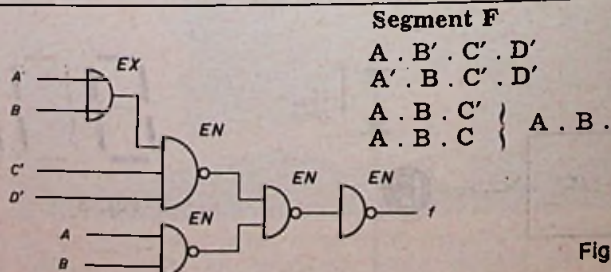 Segment F
A . B′ . C′ . D′
A′ . B . C′ . D′
A . B . C′
A . B . C
} A . B .
A′
B
EX
EN
C′
D′
EN
EN
EN
A
B
f
Fig